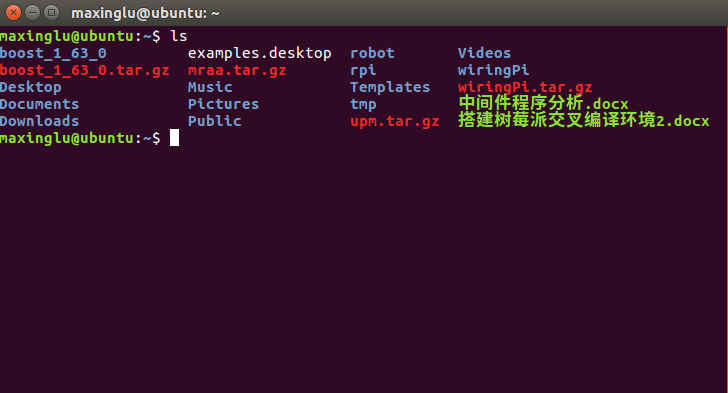 maxinglu@ubuntu: ~
maxinglu@ubuntu:~$ ls
boost_1_63_0 examples.desktop robot Videos
boost_1_63_0.tar.gz mraa.tar.gz rpi wiringPi
Desktop Music Templates wiringPi.tar.gz
Documents Pictures tmp 中间件程序分析.docx
Downloads Public upm.tar.gz 搭建树莓派交叉编译环境2.docx
maxinglu@ubuntu:~$